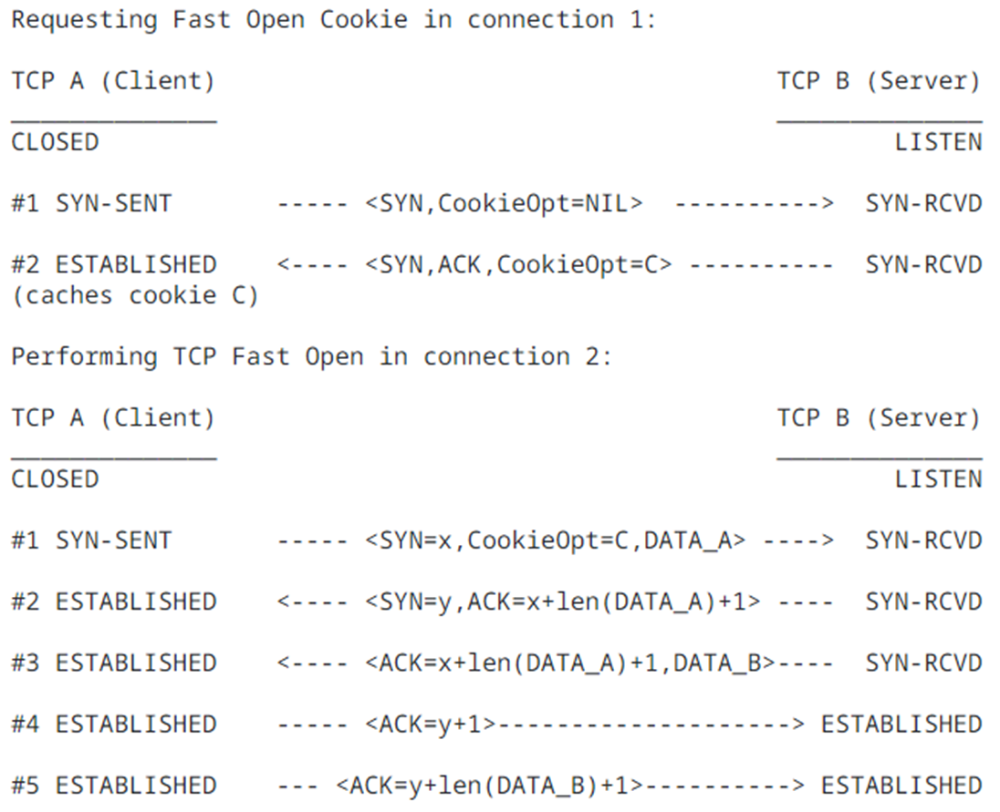 Requesting Fast Open Cookie in connection 1:
TCP A (Client)                                      TCP B (Server)
______________                                      ______________
CLOSED                                                      LISTEN
#1 SYN-SENT       ----- <SYN,CookieOpt=NIL>  ---------->  SYN-RCVD
#2 ESTABLISHED    <---- <SYN,ACK,CookieOpt=C> ----------  SYN-RCVD
(caches cookie C)
Performing TCP Fast Open in connection 2:
TCP A (Client)                                      TCP B (Server)
______________                                      ______________
CLOSED                                                      LISTEN
#1 SYN-SENT       ----- <SYN=x,CookieOpt=C,DATA_A> ---->  SYN-RCVD
#2 ESTABLISHED    <---- <SYN=y,ACK=x+len(DATA_A)+1> ----  SYN-RCVD
#3 ESTABLISHED    <---- <ACK=x+len(DATA_A)+1,DATA_B>----  SYN-RCVD
#4 ESTABLISHED    ----- <ACK=y+1>--------------------> ESTABLISHED
#5 ESTABLISHED    --- <ACK=y+len(DATA_B)+1>----------> ESTABLISHED